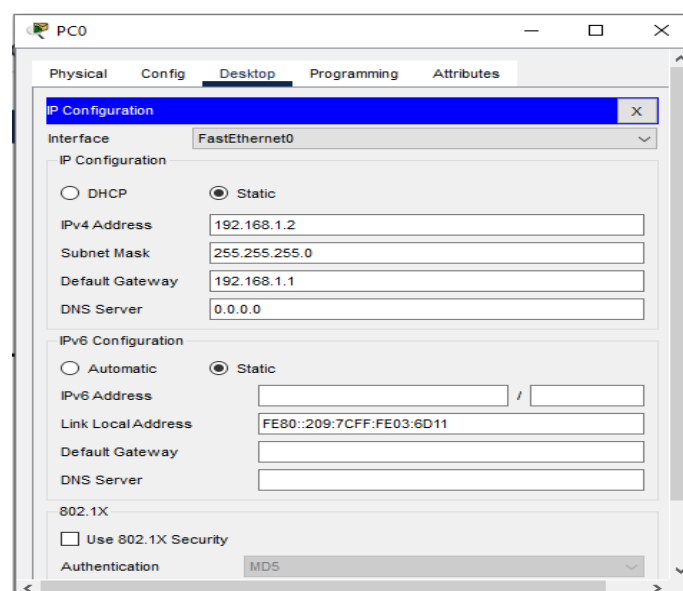 PC0
Physical Config Desktop Programming Attributes
IP Configuration X
Interface FastEthernet0
IP Configuration
DHCP Static
IPv4 Address 192.168.1.2
Subnet Mask 255.255.255.0
Default Gateway 192.168.1.1
DNS Server 0.0.0.0
IPv6 Configuration
Automatic Static
IPv6 Address /
Link Local Address FE80::209:7CFF:FE03:6D11
Default Gateway
DNS Server
802.1X
Use 802.1X Security
Authentication MD5